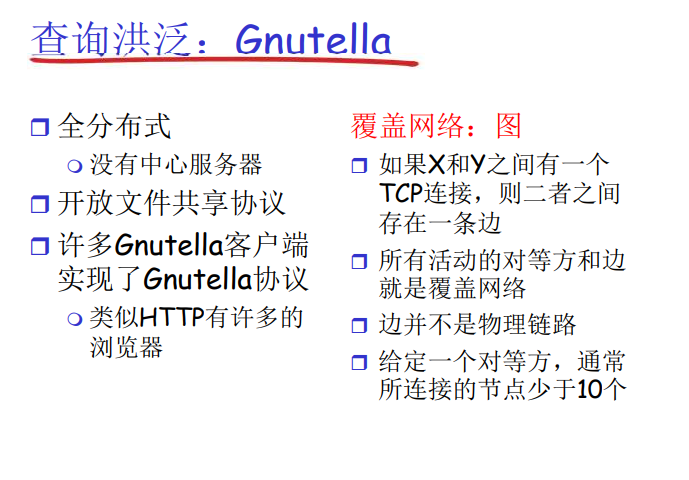 查询洪泛：Gnutella
全分布式
没有中心服务器
开放文件共享协议
许多Gnutella客户端
实现了Gnutella协议
类似HTTP有许多的
浏览器
覆盖网络：图
如果X和Y之间有一个
TCP连接，则二者之间
存在一条边
所有活动的对等方和边
就是覆盖网络
边并不是物理链路
给定一个对等方，通常
所连接的节点少于10个